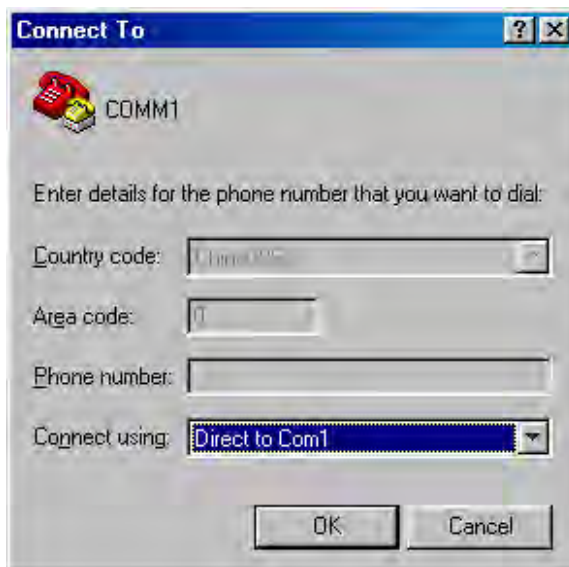 Connect To
COMM1
Enter details for the phone number that you want to dial:
Country code:
Area code: 0
Phone number:
Connect using: Direct to Com1
OK Cancel